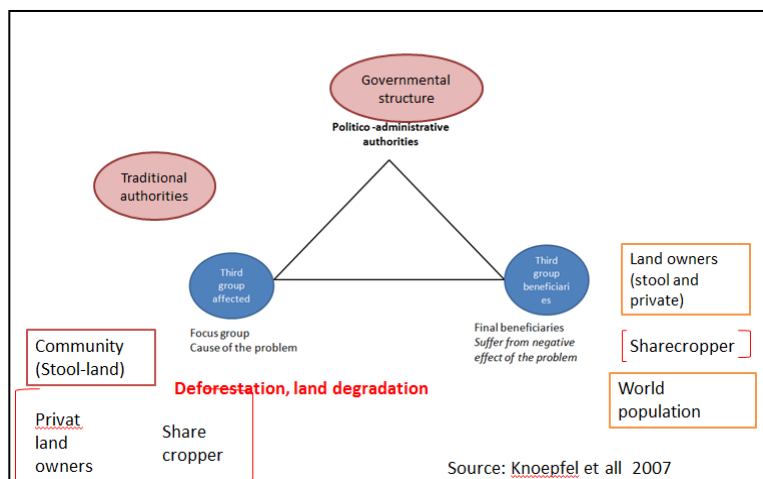 Governmental
structure
Politico -administrative
authorities
Traditional
authorities
Third
group
affected
Third
group
beneficiari
es
Land owners
(stool and
private)
Focus group
Cause of the problem
Final beneficiaries
Suffer from negative
effect of the problem
Community
(Stool-land)
Sharecropper
Deforestation, land degradation
World
population
Privat
land
owners
Share
cropper
Source: Knoepfel et all 2007